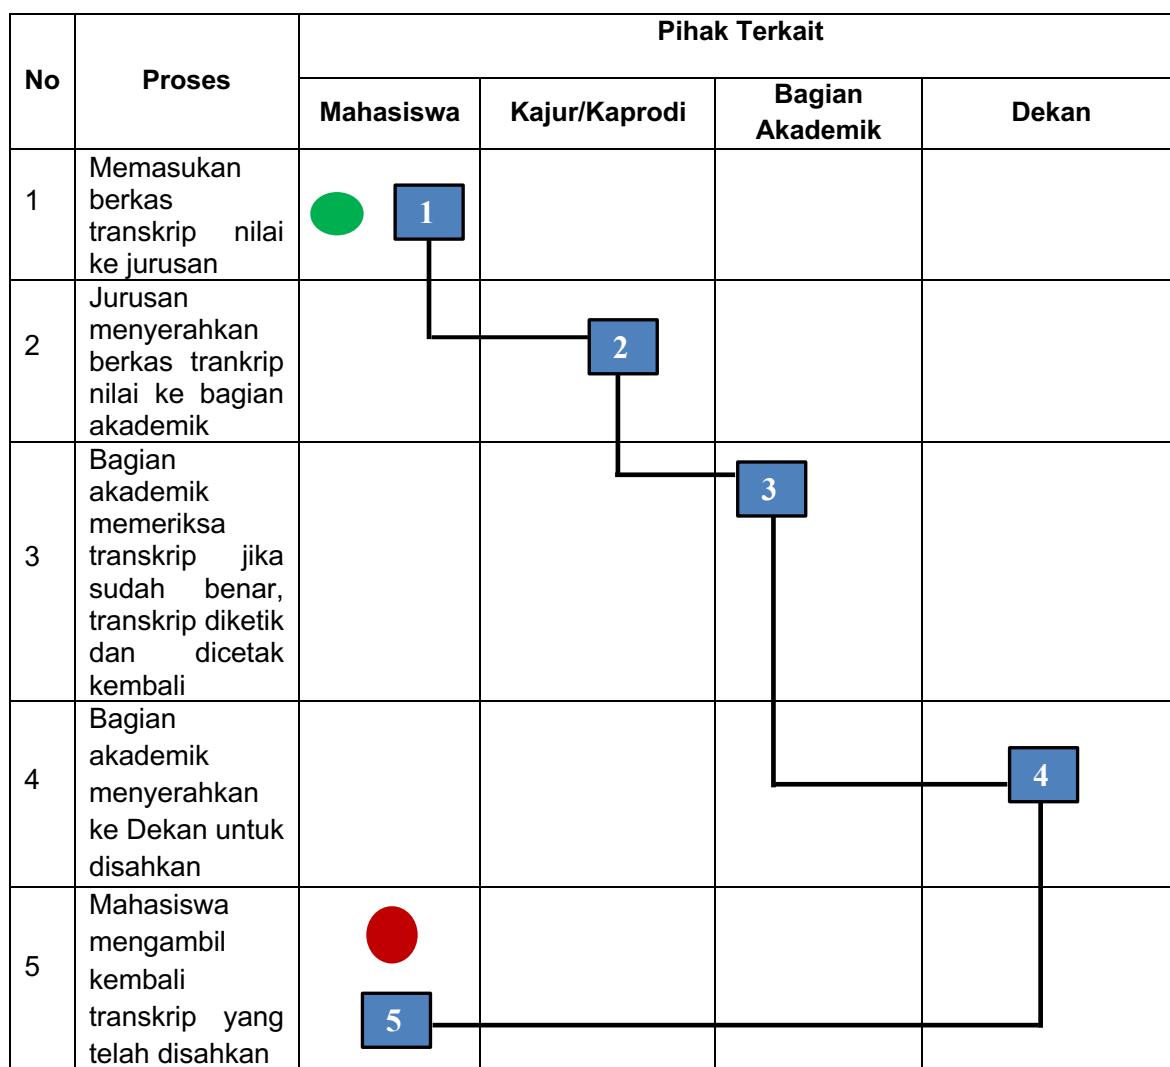 Pihak Terkait
No
Proses
Mahasiswa
Kajur/Kaprodi
Bagian
Akademik
Dekan
1
Memasukan
berkas
transkrip nilai
ke jurusan
1
2
Jurusan
menyerahkan
berkas trankrip
nilai ke bagian
akademik
2
3
Bagian
akademik
memeriksa
transkrip jika
sudah benar,
transkrip diketik
dan dicetak
kembali
3
4
Bagian
akademik
menyerahkan
ke Dekan untuk
disahkan
4
5
Mahasiswa
mengambil
kembali
transkrip yang
telah disahkan
5